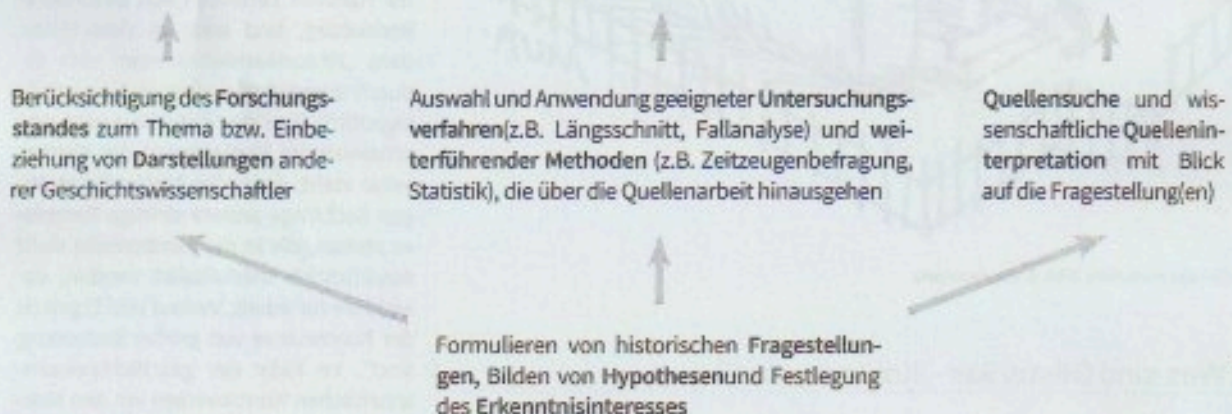 Berücksichtigung des Forschungs-
standes zum Thema bzw. Einbe-
ziehung von Darstellungen ande-
rer Geschichtswissenschaftler
Auswahl und Anwendung geeigneter Untersuchungs-
verfahren(z.B. Längsschnitt, Fallanalyse) und wei-
terführender Methoden (z.B. Zeitzeugenbefragung,
Statistik), die über die Quellenarbeit hinausgehen
Quellensuche und wis-
senschaftliche Quellenin-
terpretation mit Blick
auf die Fragestellung(en)
Formulieren von historischen Fragestellun-
gen, Bilden von Hypothesenund Festlegung
des Erkenntnisinteresses